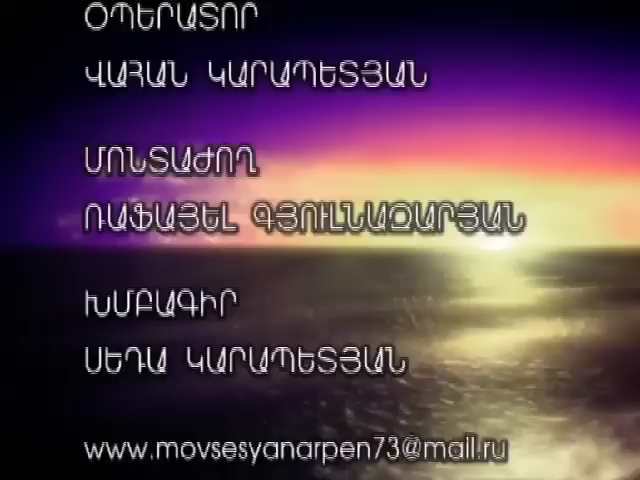 ՕՊԵՐԱՏՈՐ
ՎԱՀԱՆ ԿԱՐԱՊԵՏՅԱՆ
ՄՈՆՏԱԺՈՂ
ՌԱՖԱՅԵԼ ԳՅՈՒԼՆԱԶԱՐՅԱՆ
ԽՄԲԱԳԻՐ
ՍԵԴԱ ԿԱՐԱՊԵՏՅԱՆ
www.movsesyanarpen73@mail.ru